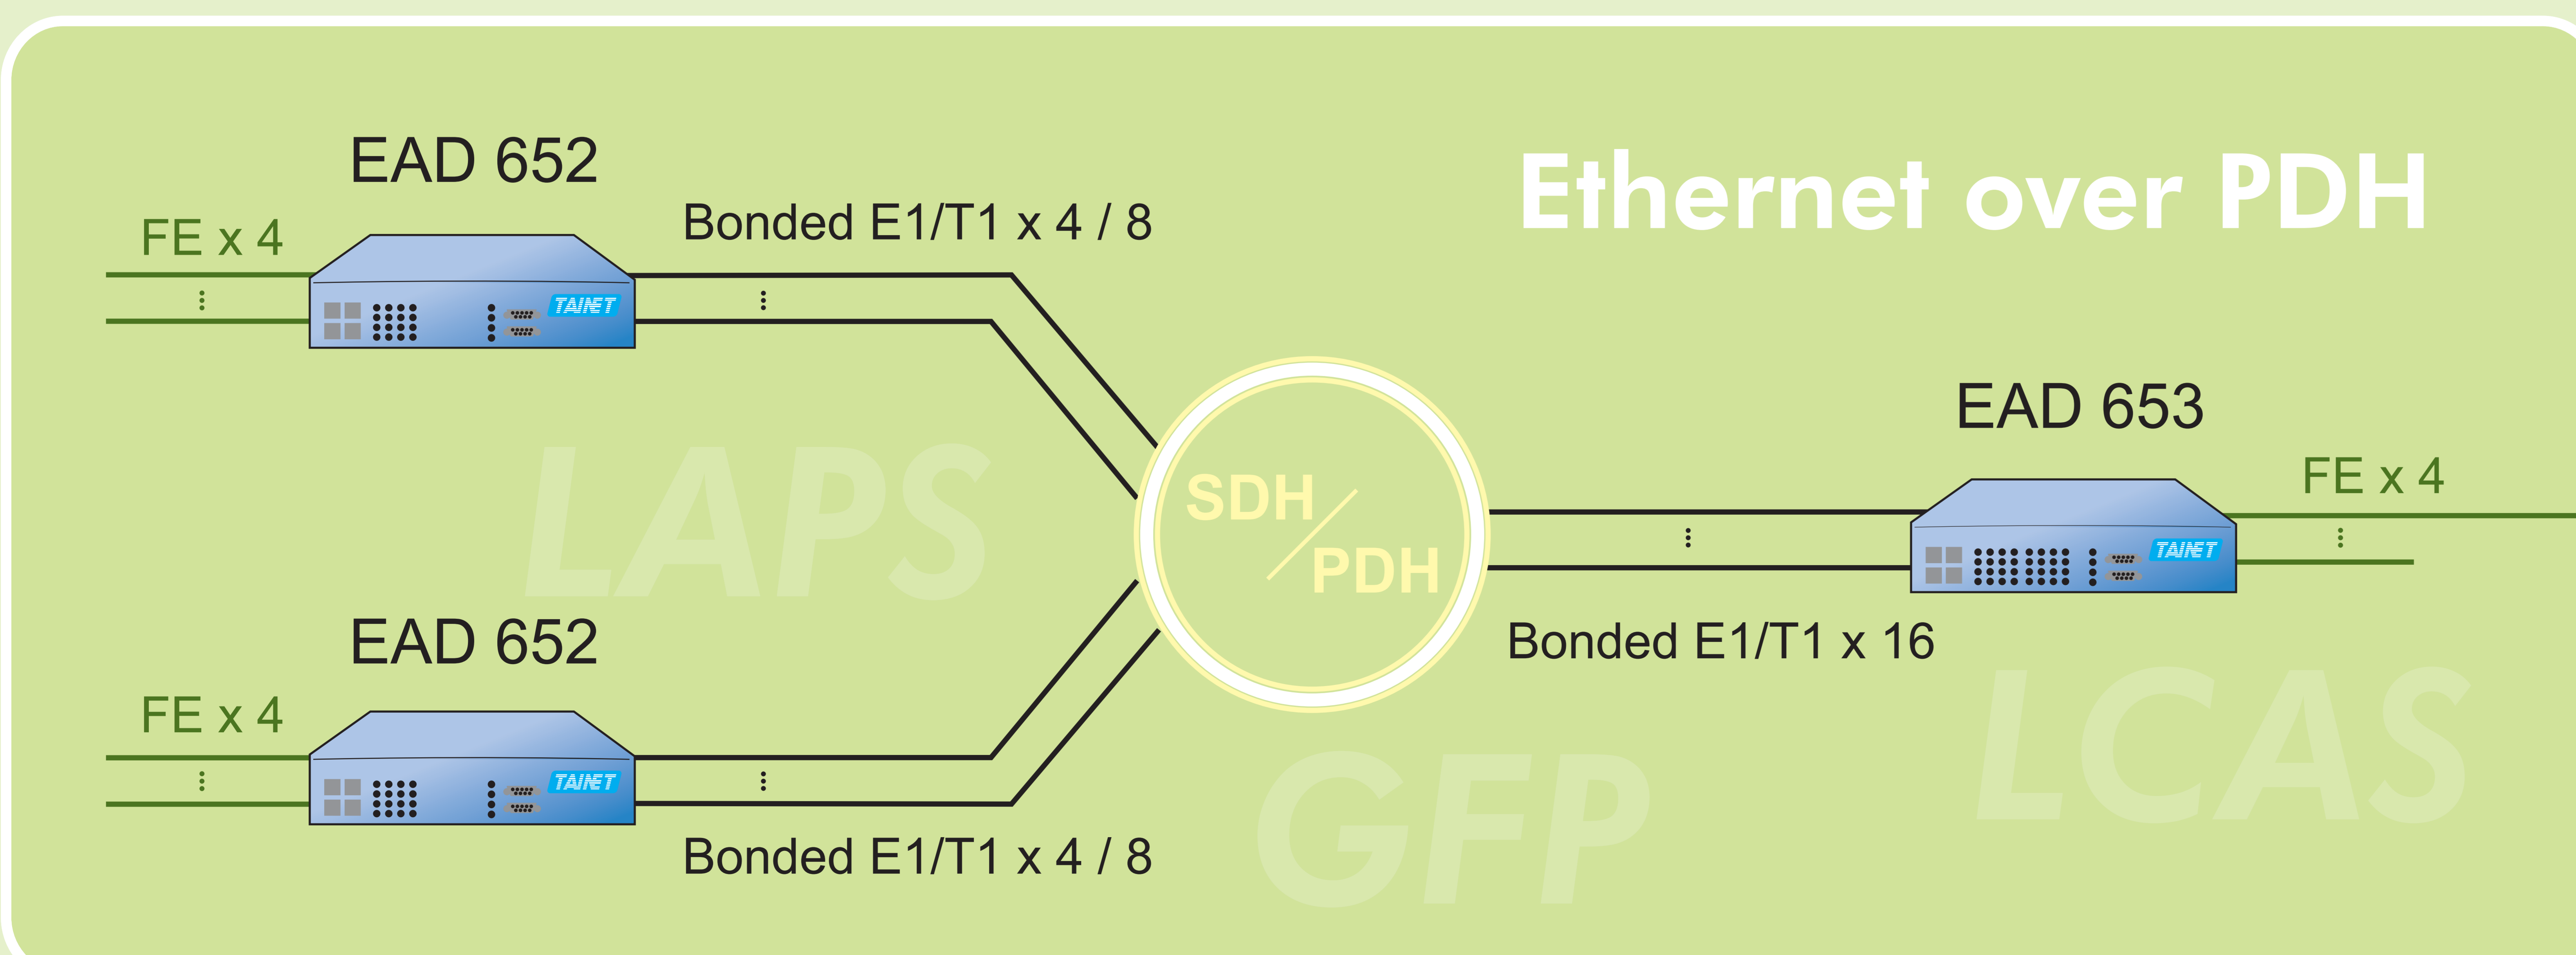 Ethernet over PDH
EAD 652
FE x 4
Bonded E1/T1 x 4 / 8
TAINET
LAPS
SDH
PDH
EAD 653
FE x 4
TAINET
Bonded E1/T1 x 16
LCAS
EAD 652
FE x 4
TAINET
Bonded E1/T1 x 4 / 8
GFP